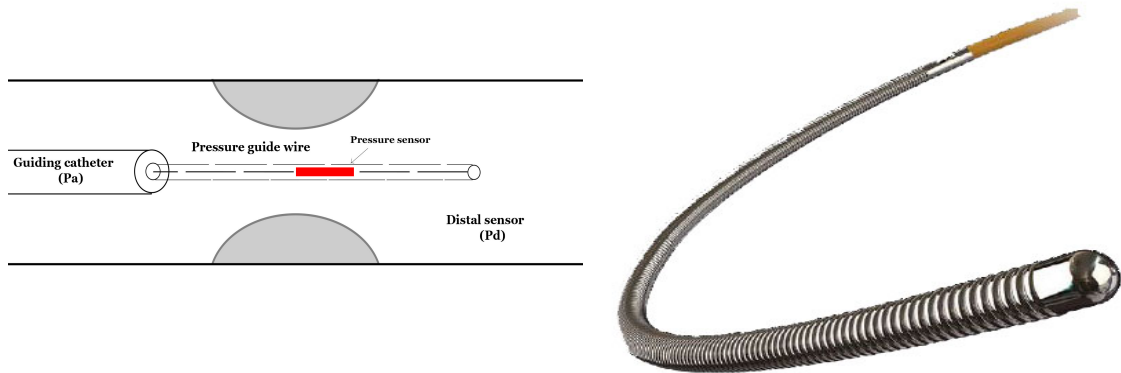 Pressure sensor
Pressure guide wire
Guiding catheter
(Pa)
Distal sensor
(Pd)